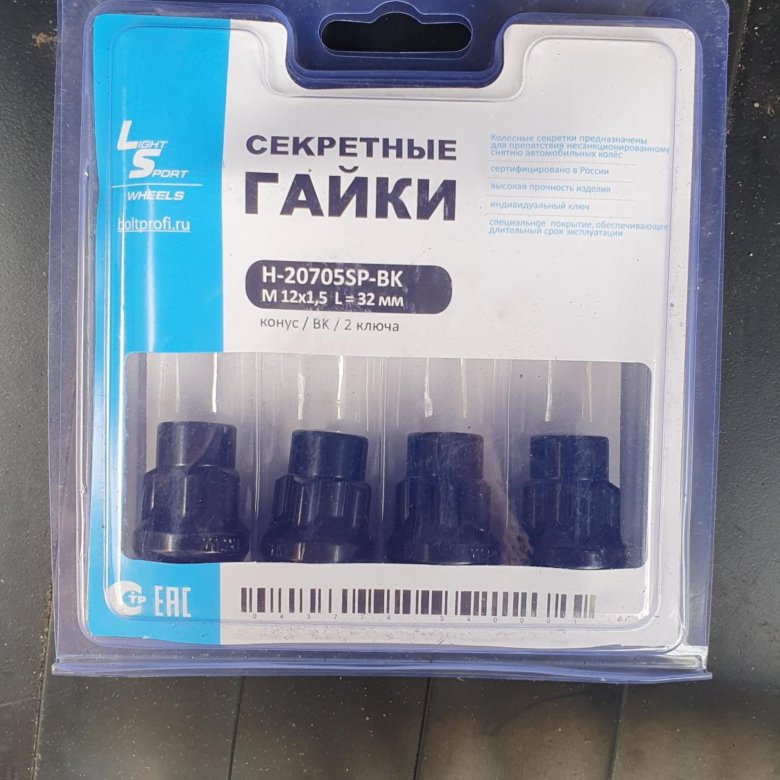 LIGHT
SPORT
WHEELS
boltprofi.ru
СЕКРЕТНЫЕ
ГАЙКИ
H-20705SP-BK
M 12x1,5 L = 32 мм
конус / BK / 2 ключа
Колесные секретки предназначены
для препятствия несанкционированному
снятию автомобильных колёс
сертифицировано в России
высокая прочность изделия
индивидуальный ключ
специальное покрытие, обеспечивающее
длительный срок эксплуатации
ЕАС